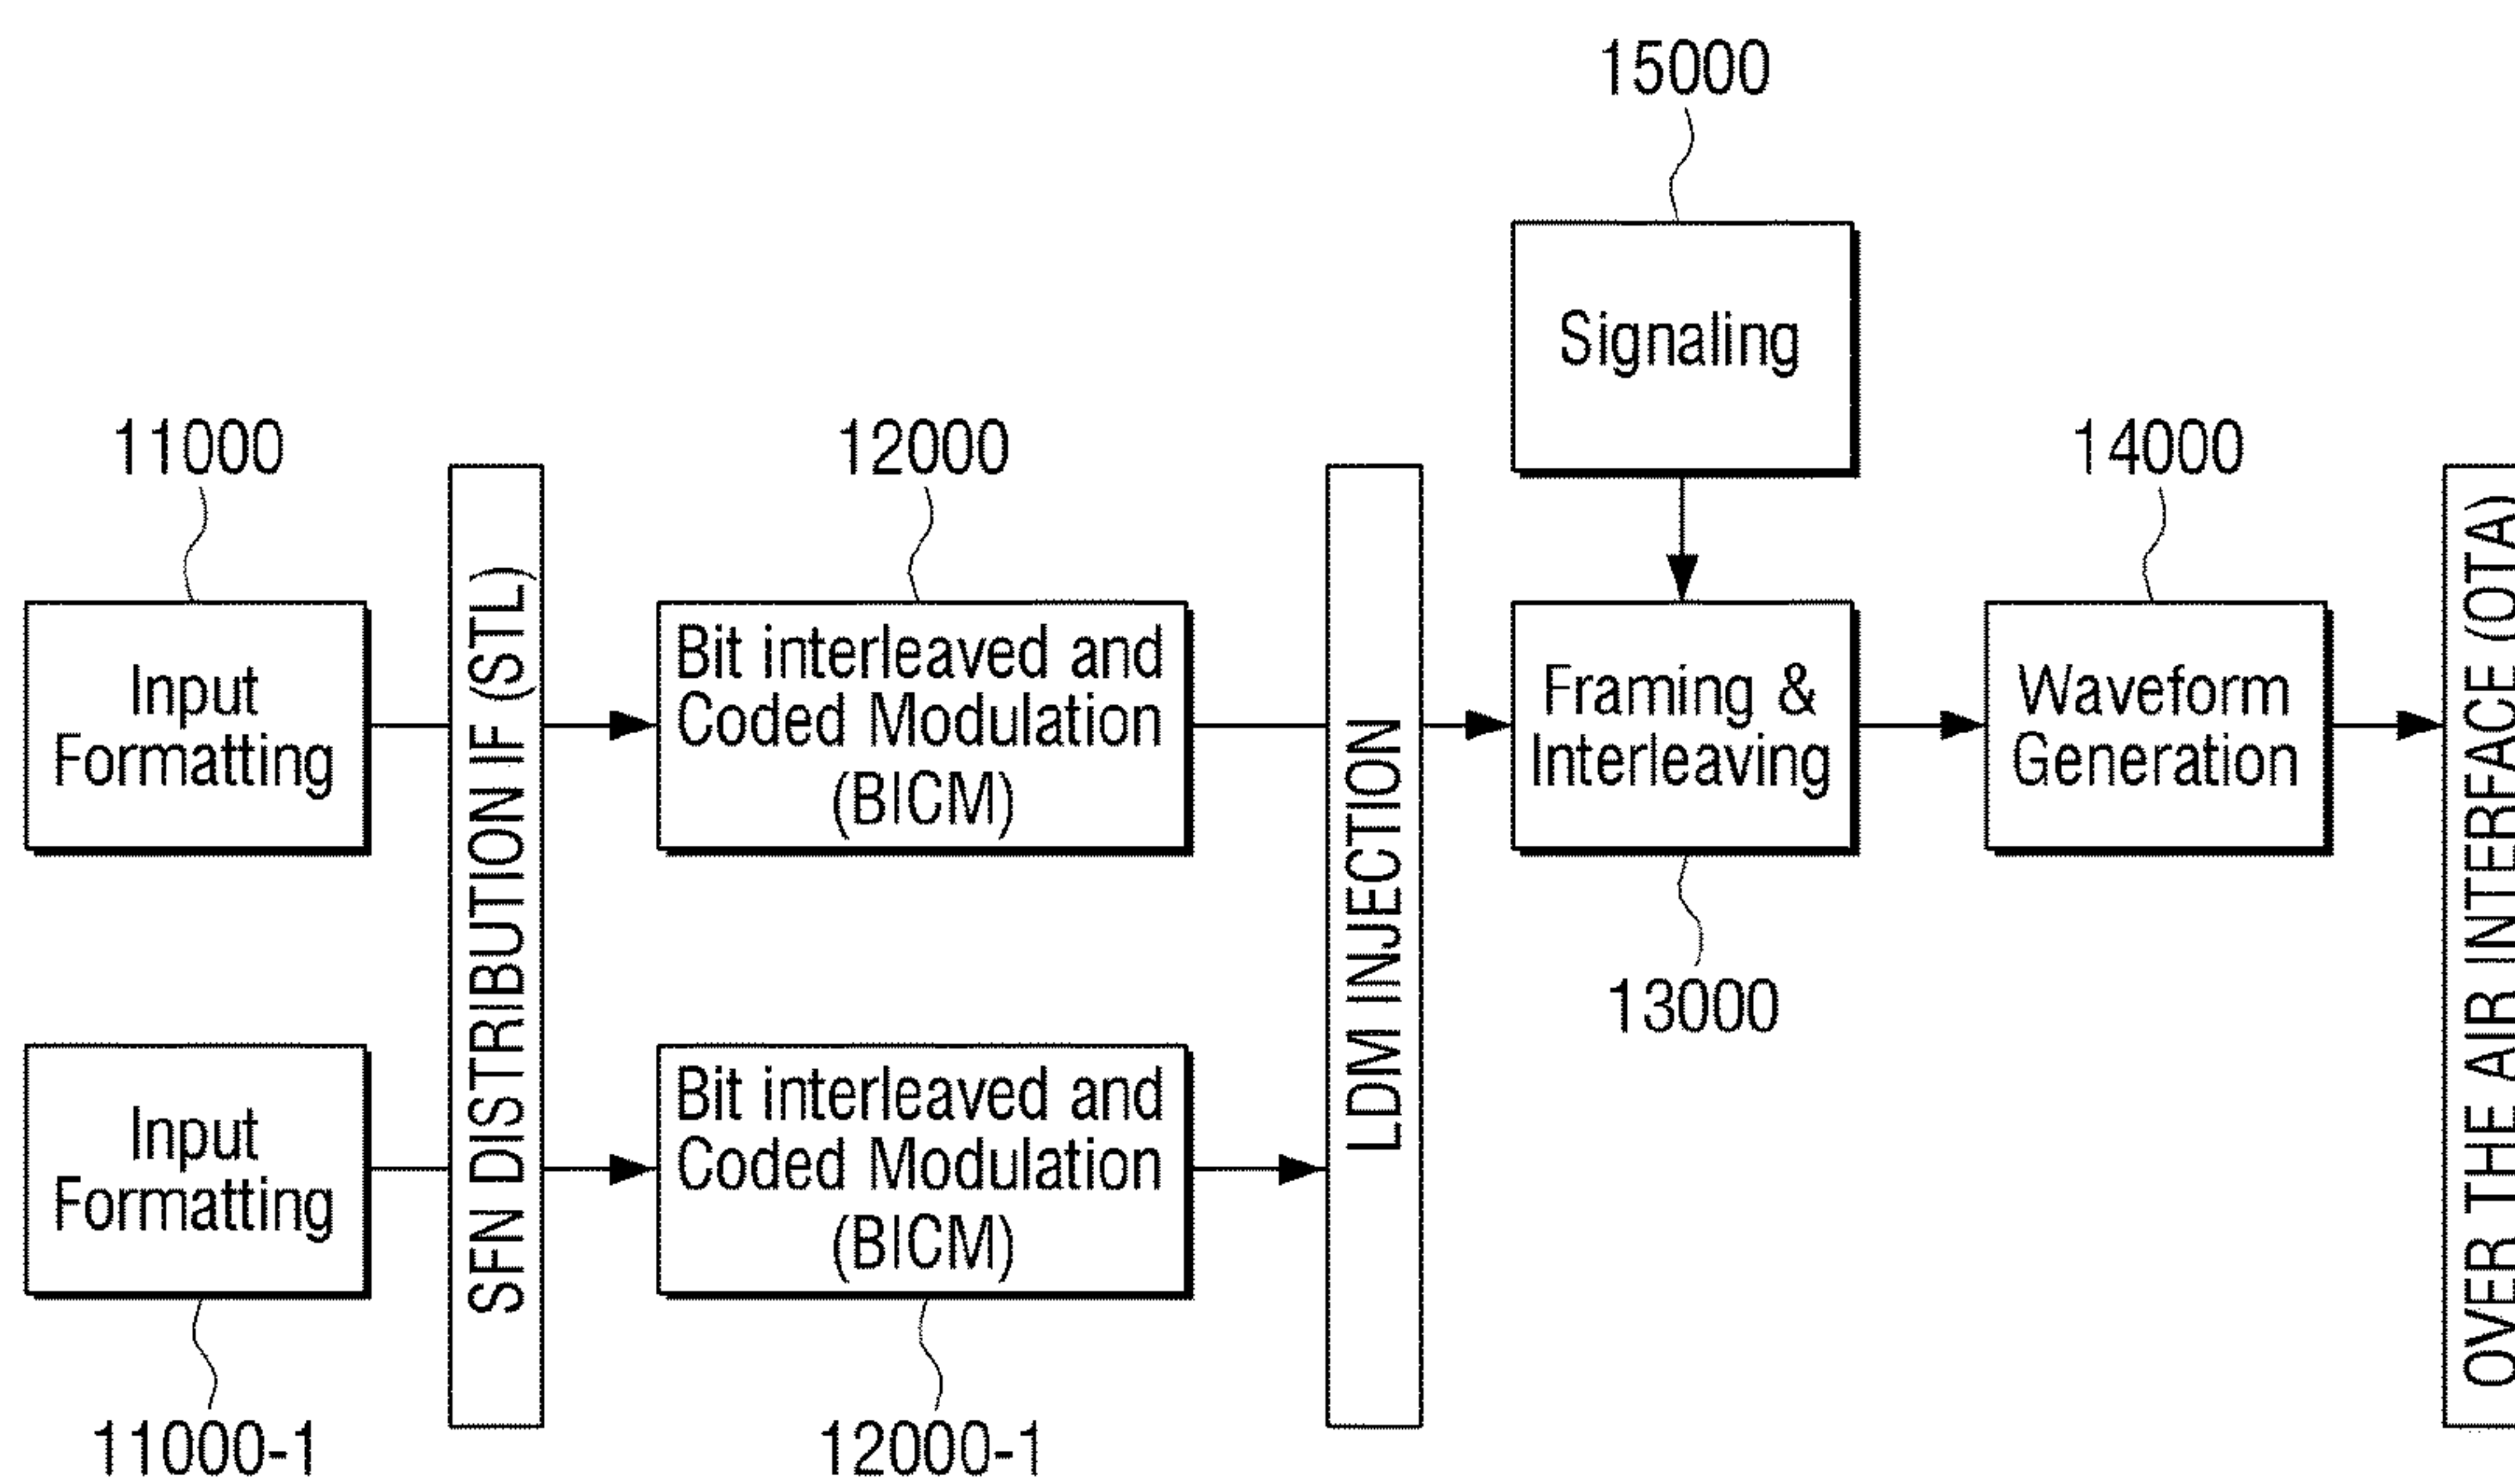 15000
Signaling
11000
12000
14000
Input
Formatting
SFN DISTRIBUTION IF (STL)
Bit interleaved and
Coded Modulation
(BICM)
LDM INJECTION
Framing &
Interleaving
Waveform
Generation
OVER THE AIR INTERFACE (OTA)
13000
Input
Formatting
Bit interleaved and
Coded Modulation
(BICM)
11000-1
12000-1